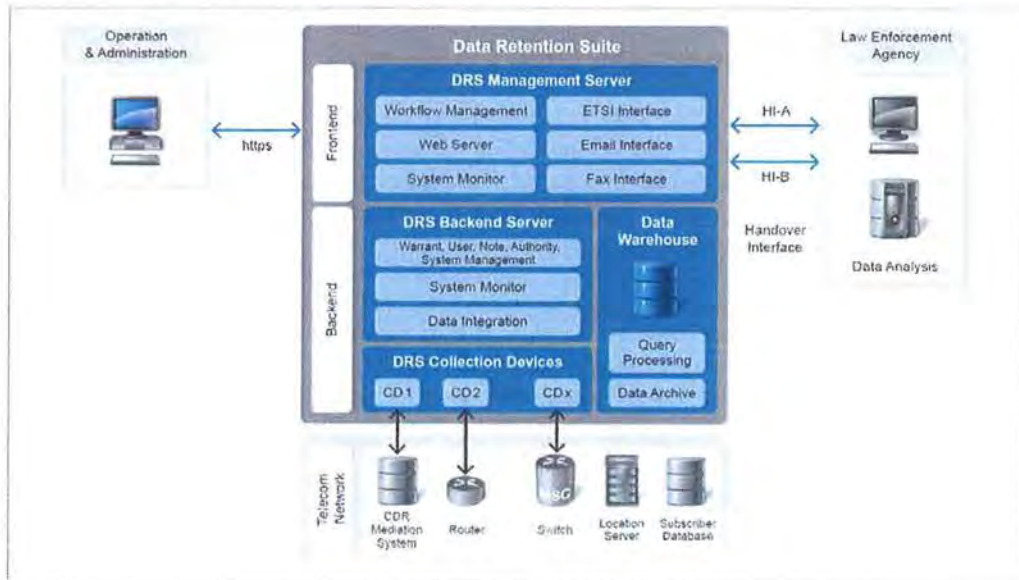 Operation
& Administration
Data Retention Suite
Law Enforcement
Agency
Frontend
DRS Management Server
Workflow Management
ETSI Interface
Web Server
Email Interface
System Monitor
Fax Interface
https
HI-A
HI-B
Handover
Interface
Data Analysis
Backend
DRS Backend Server
Warrant, User, Note, Authority,
System Management
System Monitor
Data Integration
Data
Warehouse
Query
Processing
Data Archive
DRS Collection Devices
CD1
CD2
CDx
Telecom
Network
CDR
Mediation
System
Router
Switch
Location
Server
Subscriber
Database